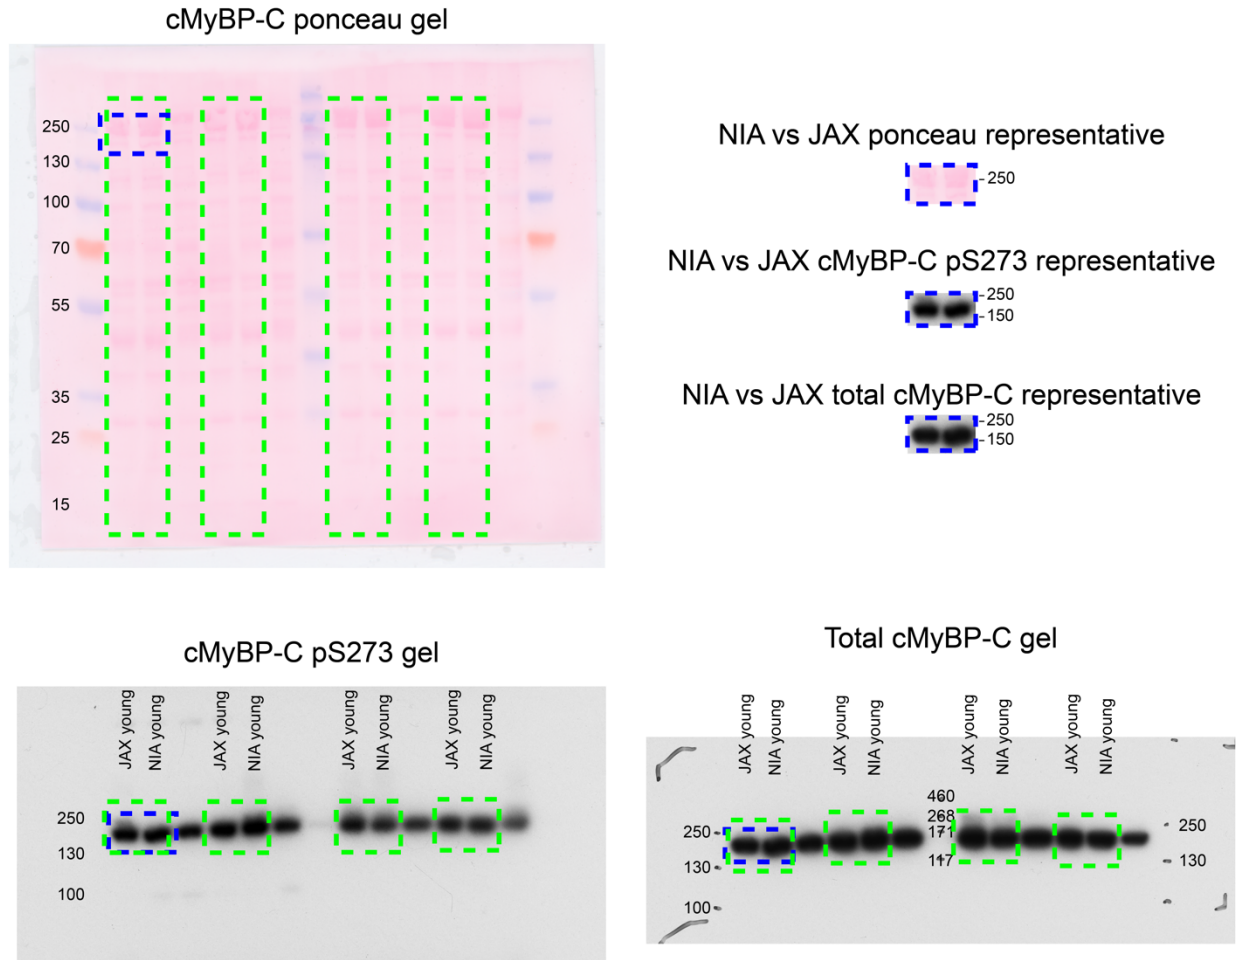 cMyBP-C ponceau gel
250
130
100
70
55
35
25
15
NIA vs JAX ponceau representative
-250
NIA vs JAX cMyBP-C pS273 representative
-250
-150
NIA vs JAX total cMyBP-C representative
-250
-150
cMyBP-C pS273 gel
JAX young
NIA young
JAX young
NIA young
JAX young
NIA young
JAX young
NIA young
250
130
100
Total cMyBP-C gel
JAX young
NIA young
JAX young
NIA young
JAX young
NIA young
JAX young
NIA young
250
130
100
460
268
171
117
250
130